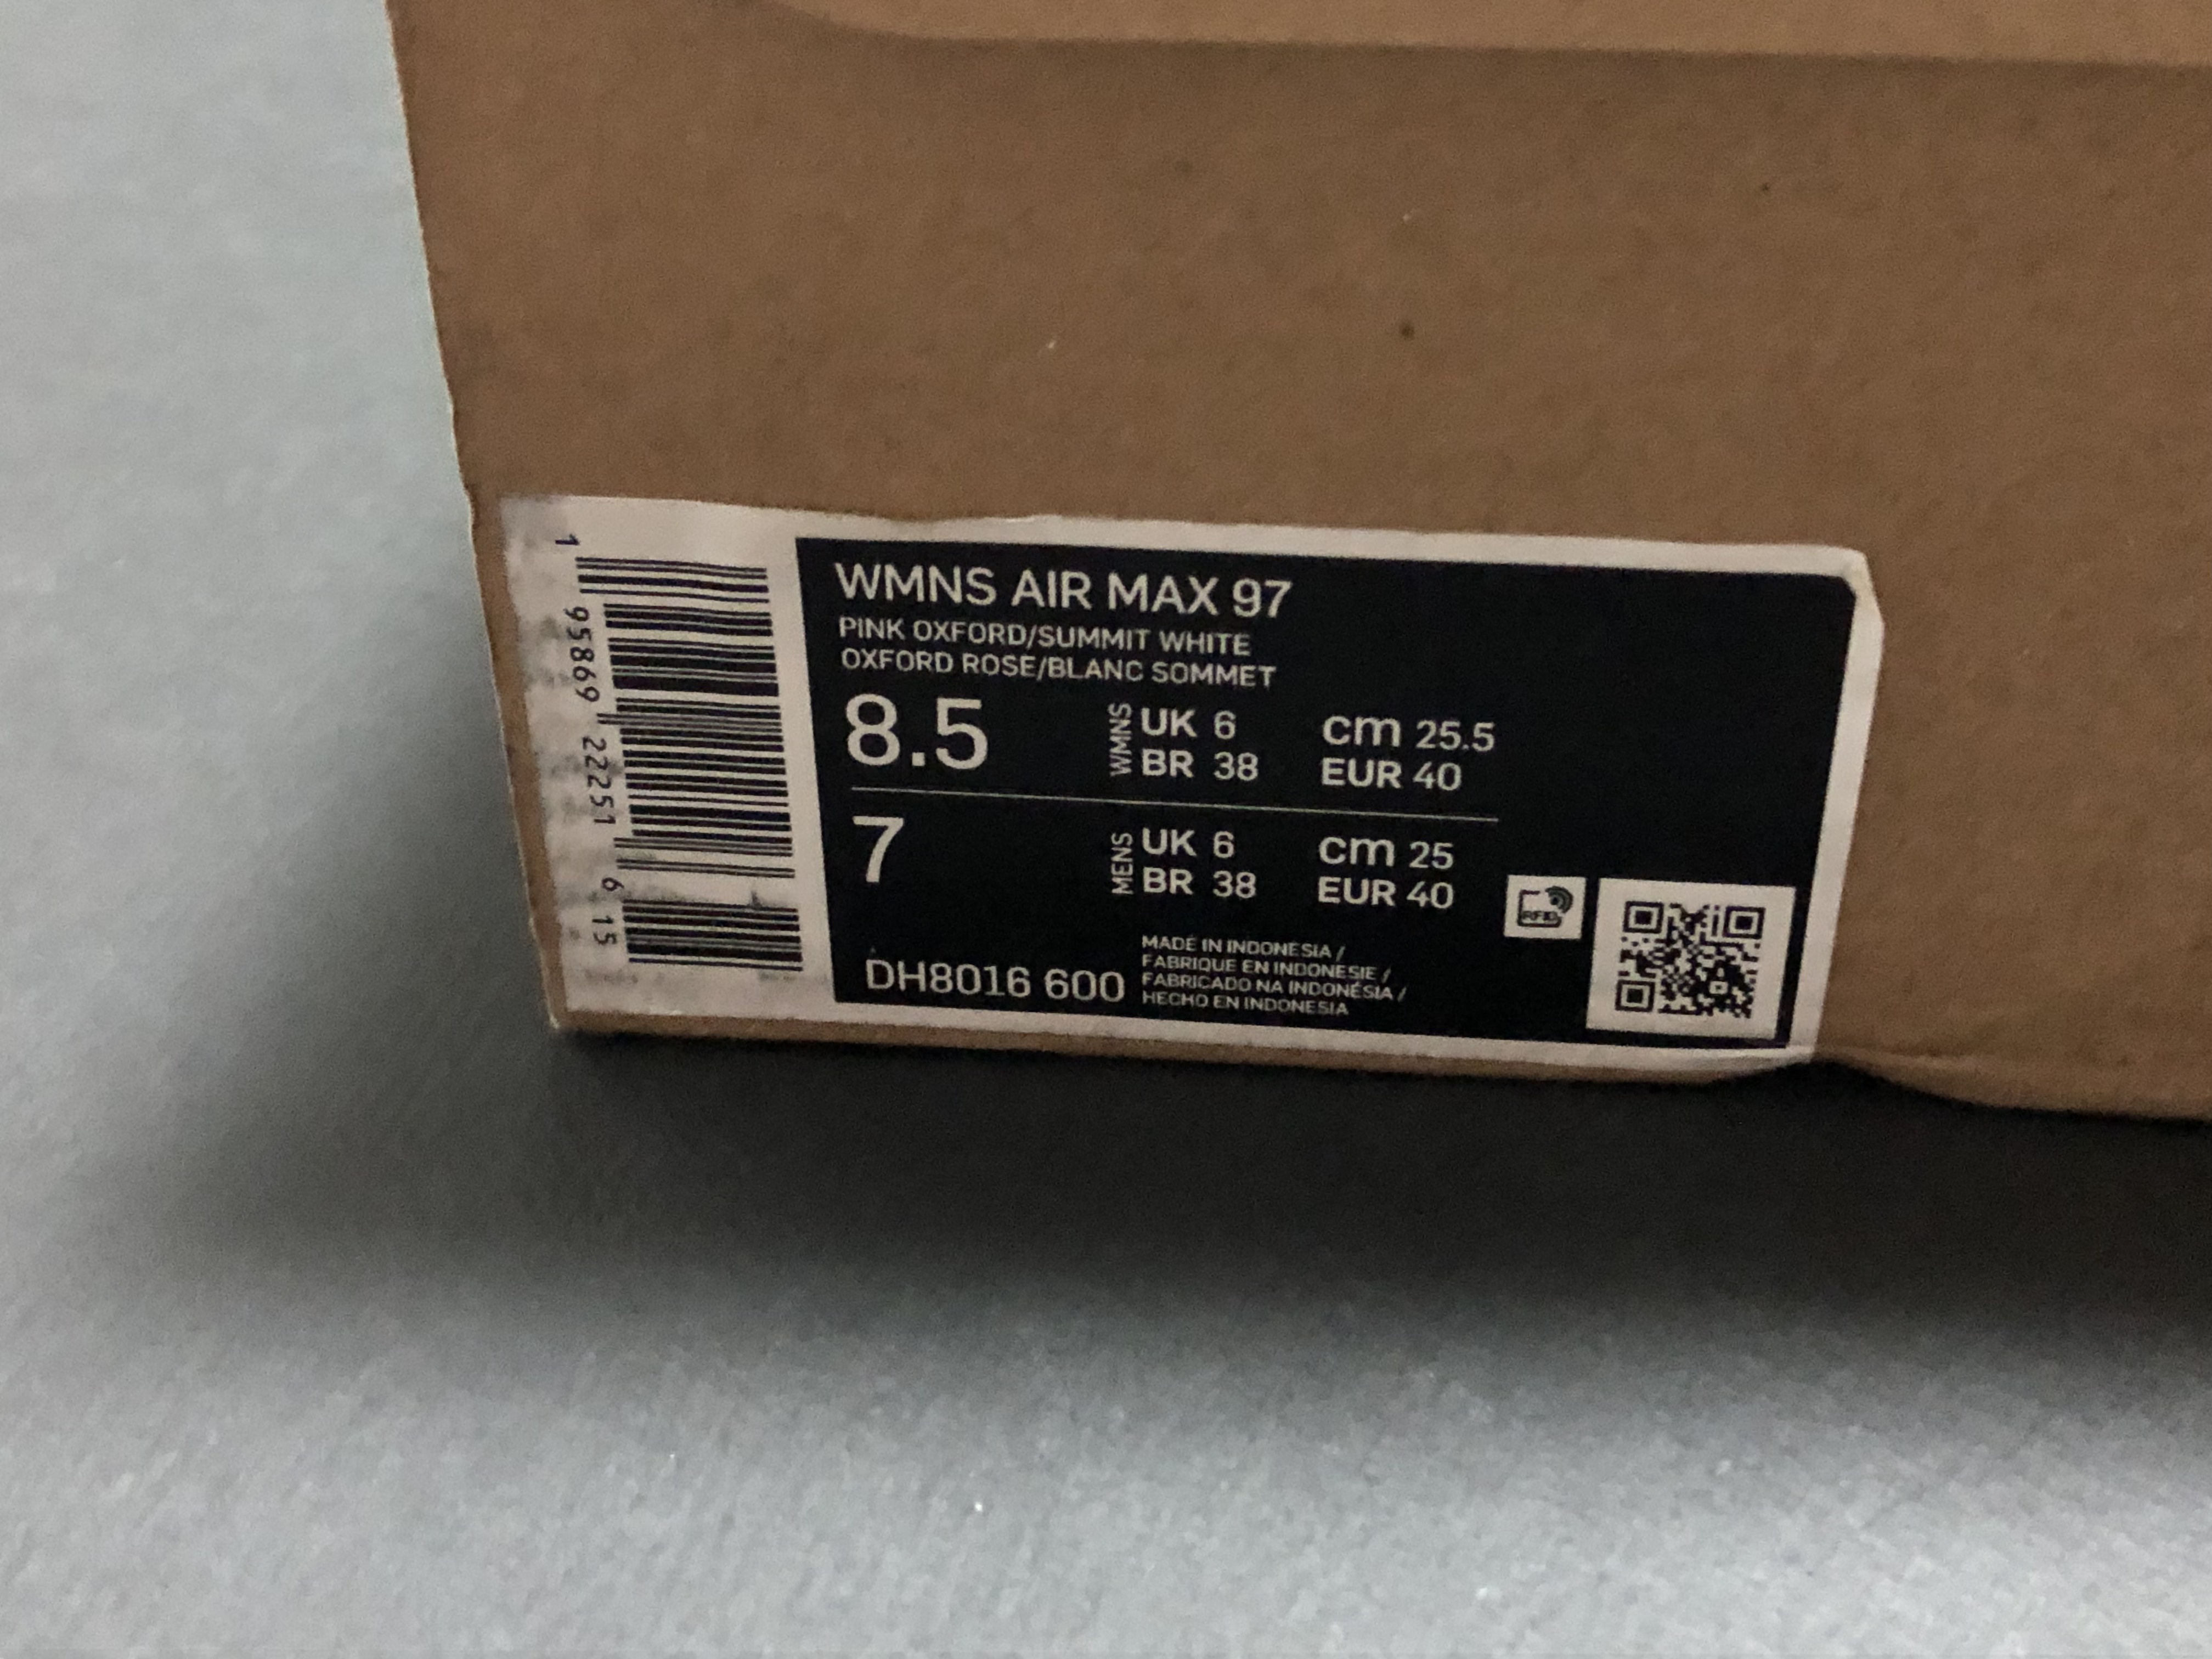 1 95869 22251 6 15
WMNS AIR MAX 97
PINK OXFORD/SUMMIT WHITE
OXFORD ROSE/BLANC SOMMET
8.5 WMNS UK 6 cm 25.5
BR 38 EUR 40
7 MENS UK 6 cm 25
BR 38 EUR 40
RFID
DH8016 600
MADE IN INDONESIA /
FABRIQUE EN INDONESIE /
FABRICADO NA INDONÉSIA /
HECHO EN INDONESIA